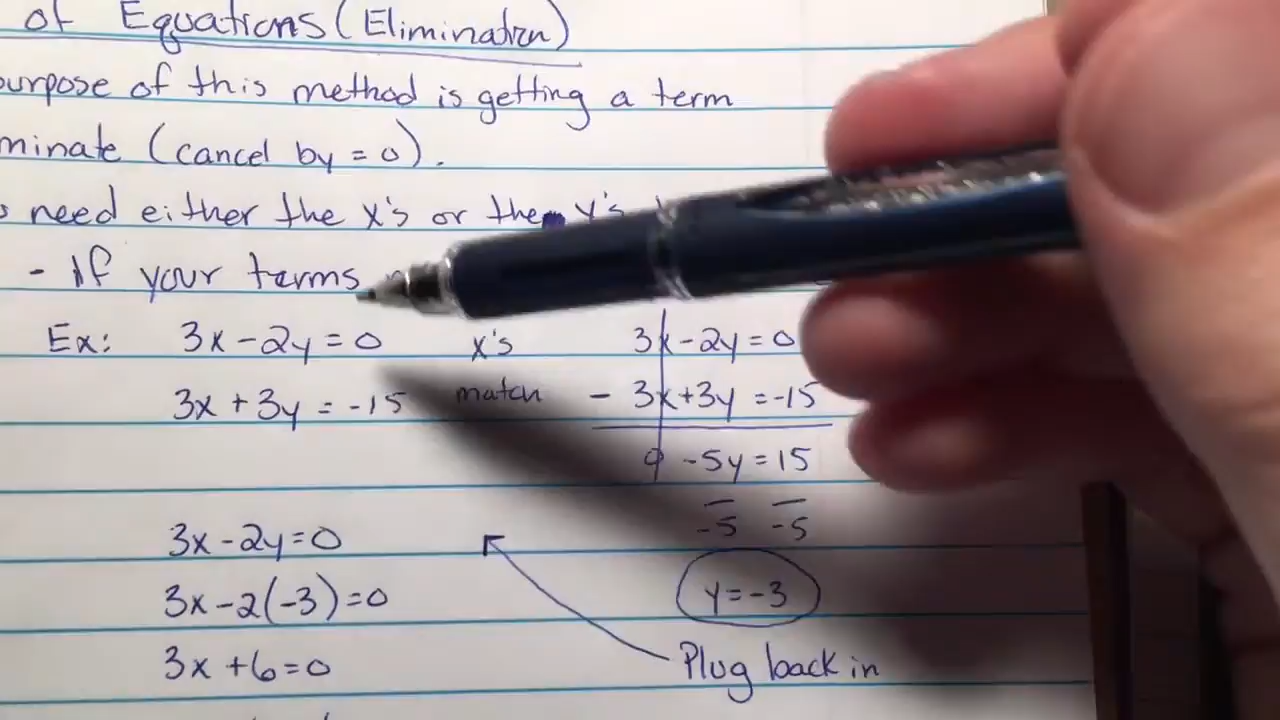 of Equations (Elimination)
purpose of this method is getting a term
minate (cancel by = 0).
need either the x's or the y's
- If your terms
Ex: 3x - 2y = 0 x's 3x - 2y = 0
3x + 3y = -15 match - 3x + 3y = -15
0 - 5y = 15
-5 -5
3x - 2y = 0
3x - 2(-3) = 0 y = -3
3x + 6 = 0 Plug back in